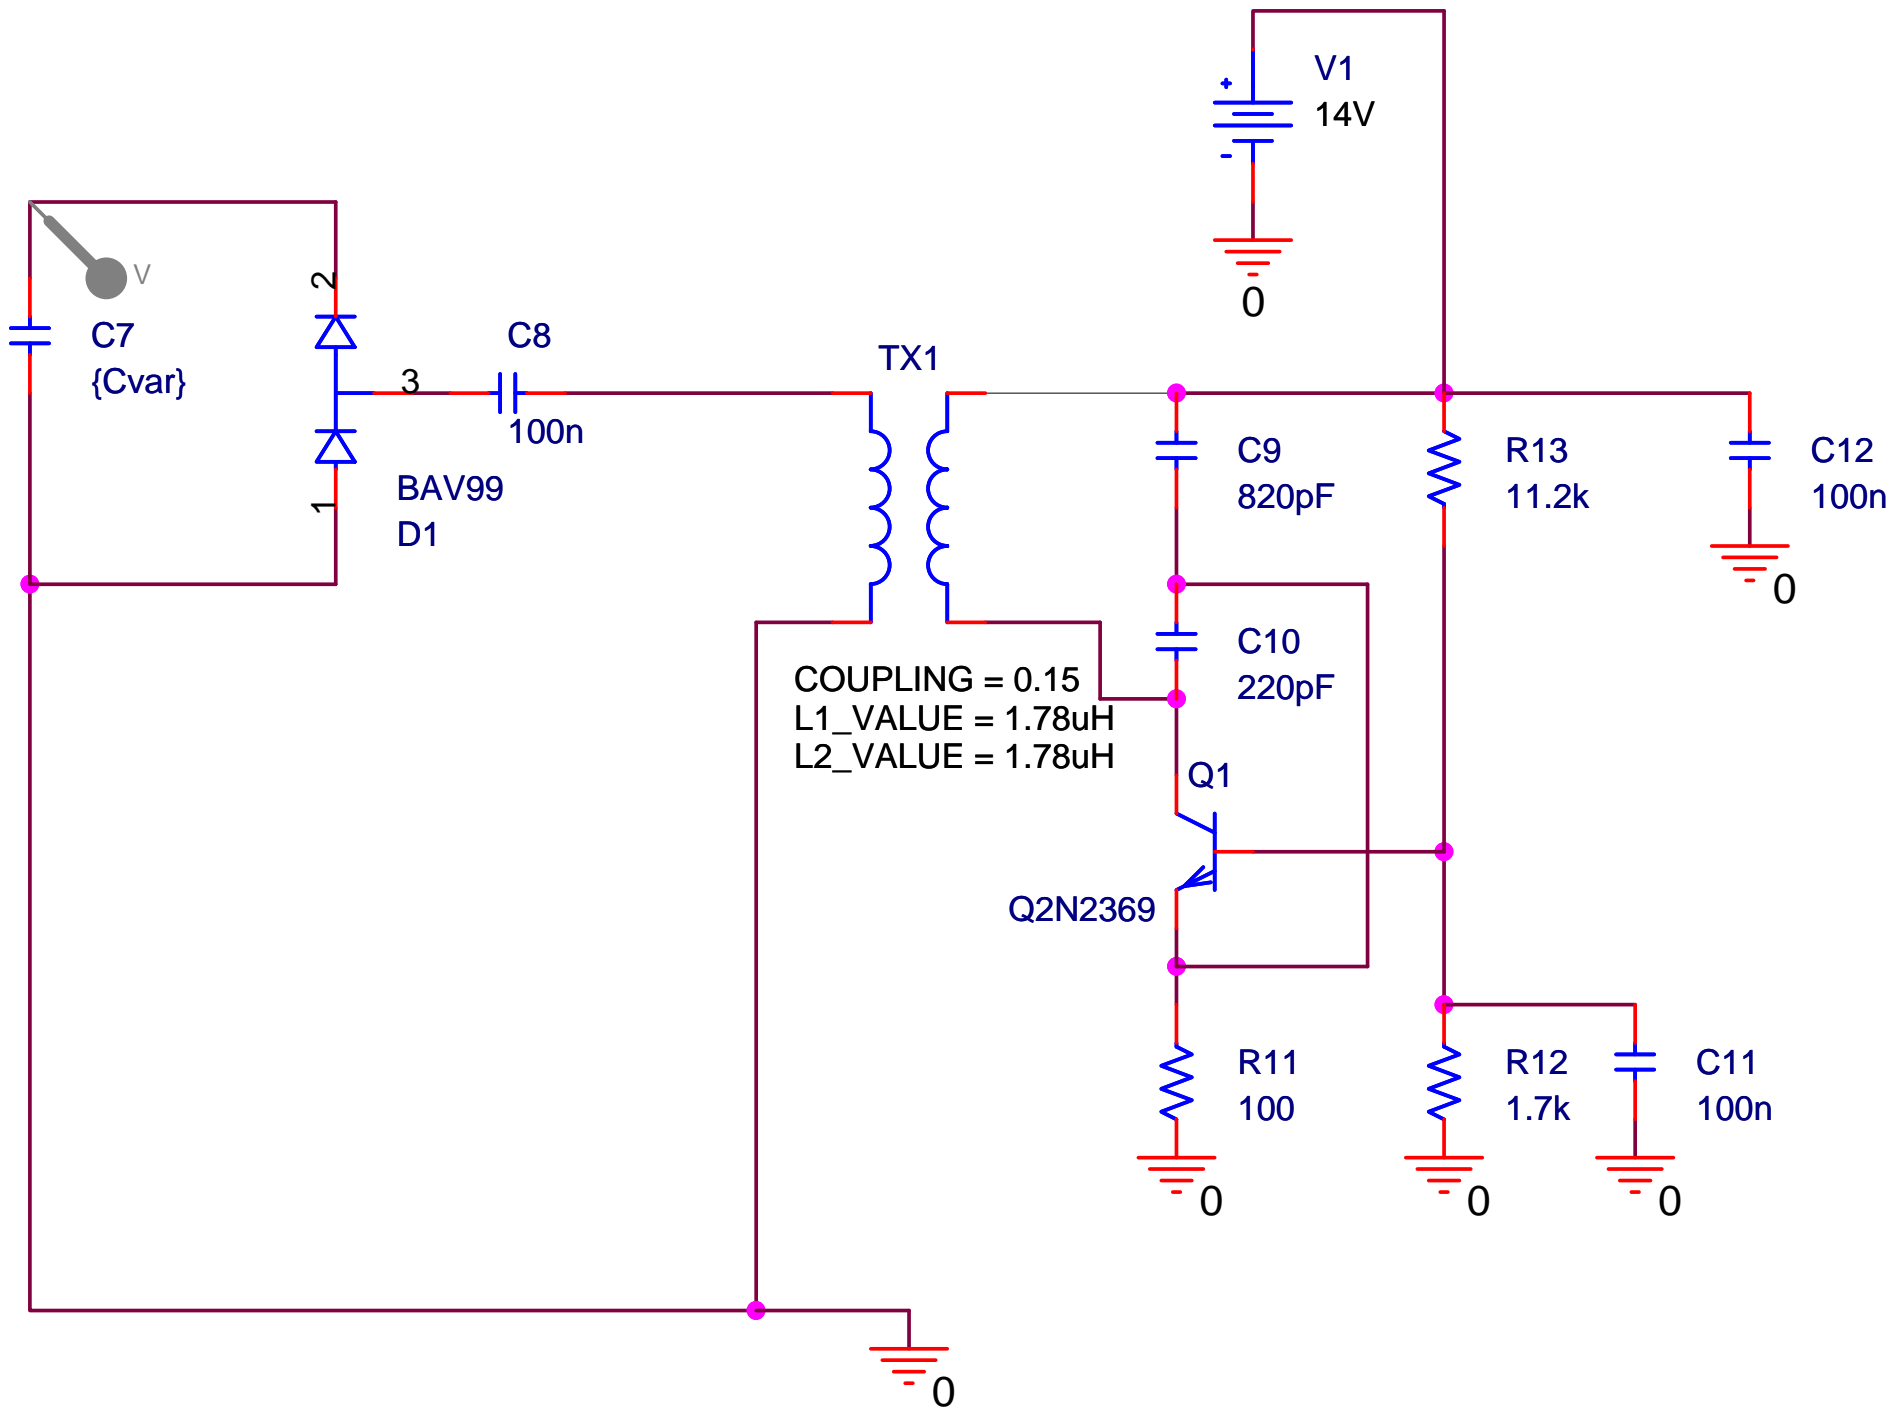 V1
14V
+
-
0
V
2
C7
{Cvar}
3
C8
100n
TX1
1
BAV99
D1
C9
820pF
R13
11.2k
C12
100n
0
C10
220pF
COUPLING = 0.15
L1_VALUE = 1.78uH
L2_VALUE = 1.78uH
Q1
Q2N2369
R11
100
R12
1.7k
C11
100n
0
0
0
0